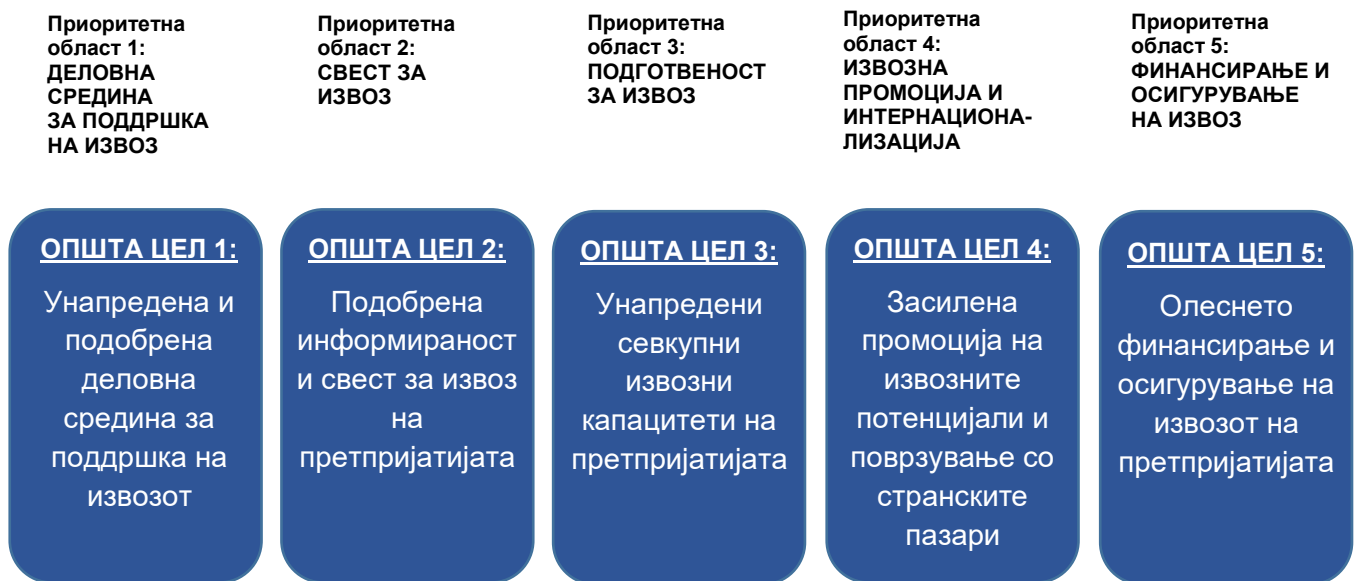 Приоритетна
област 1:
ДЕЛОВНА
СРЕДИНА
ЗА ПОДДРШКА
НА ИЗВОЗ
Приоритетна
област 2:
СВЕСТ ЗА
ИЗВОЗ
Приоритетна
област 3:
ПОДГОТВЕНОСТ
ЗА ИЗВОЗ
Приоритетна
област 4:
ИЗВОЗНА
ПРОМОЦИЈА И
ИНТЕРНАЦИОНА-
ЛИЗАЦИЈА
Приоритетна
област 5:
ФИНАНСИРАЊЕ И
ОСИГУРУВАЊЕ
НА ИЗВОЗ
ОПШТА ЦЕЛ 1:
Унапредена и
подобрена
деловна
средина за
поддршка на
извозот
ОПШТА ЦЕЛ 2:
Подобрена
информираност
и свест за извоз
на
претпријатијата
ОПШТА ЦЕЛ 3:
Унапредени
севкупни
извозни
капацитети на
претпријатијата
ОПШТА ЦЕЛ 4:
Засилена
промоција на
извозните
потенцијали и
поврзување со
странските
пазари
ОПШТА ЦЕЛ 5:
Олеснето
финансирање и
осигурување на
извозот на
претпријатијата